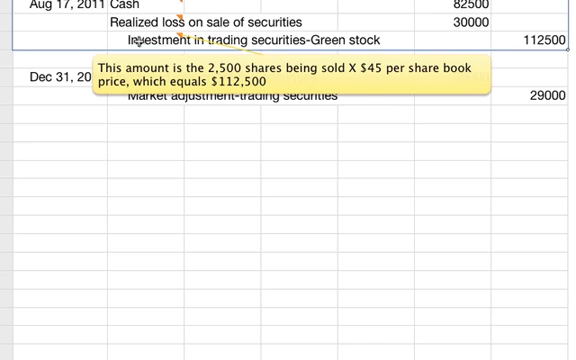 Aug 17, 2011 Cash 82500
Realized loss on sale of securities 30000
Investment in trading securities-Green stock 112500
This amount is the 2,500 shares being sold X $45 per share book
price, which equals $112,500
Dec 31, 20
Market adjustment-trading securities 29000